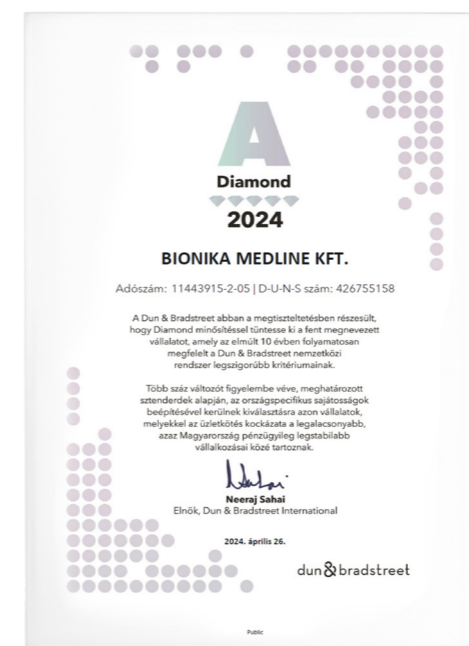 A
Diamond
2024
BIONIKA MEDLINE KFT.
Adószám: 11443915-2-05 | D-U-N-S szám: 426755158
A Dun & Bradstreet abban a megtiszteltetésben részesült,
hogy Diamond minősítéssel tüntesse ki a fent megnevezett
vállalatot, amely az elmúlt 10 évben folyamatosan
megfelelt a Dun & Bradstreet nemzetközi
rendszer legszigorúbb kritériumainak.
Több száz változót figyelembe véve, meghatározott
sztenderdek alapján, az országspecifikus sajátosságok
beépítésével kerülnek kiválasztásra azon vállalatok,
melyekkel az üzletkötés kockázata a legalacsonyabb,
azaz Magyarország pénzügyileg legstabilabb
vállalkozásai közé tartoznak.
Neeraj Sahai
Elnök, Dun & Bradstreet International
2024. április 26.
dun & bradstreet
Public